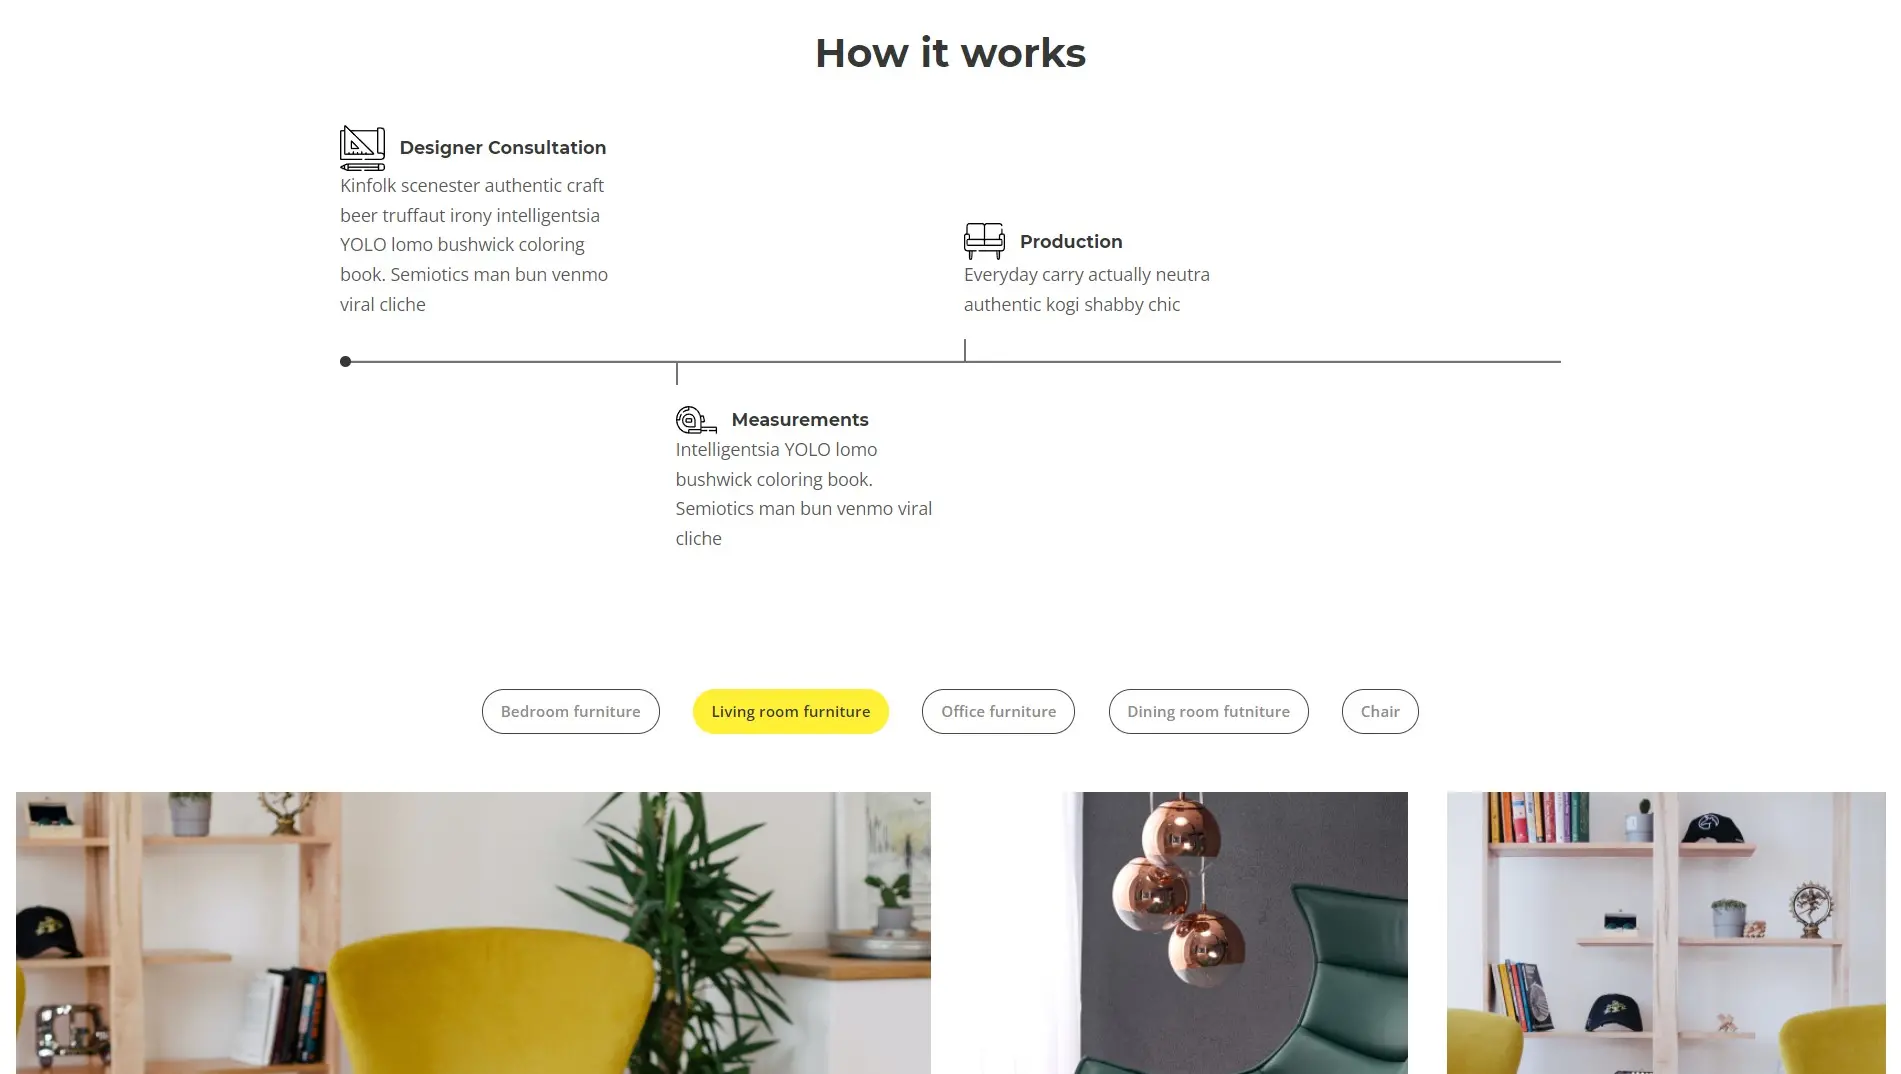 How it works
Designer Consultation
Kinfolk scenester authentic craft
beer truffaut irony intelligentsia
YOLO lomo bushwick coloring
book. Semiotics man bun venmo
viral cliche
Production
Everyday carry actually neutra
authentic kogi shabby chic
Measurements
Intelligentsia YOLO lomo
bushwick coloring book.
Semiotics man bun venmo viral
cliche
Bedroom furniture
Living room furniture
Office furniture
Dining room futniture
Chair